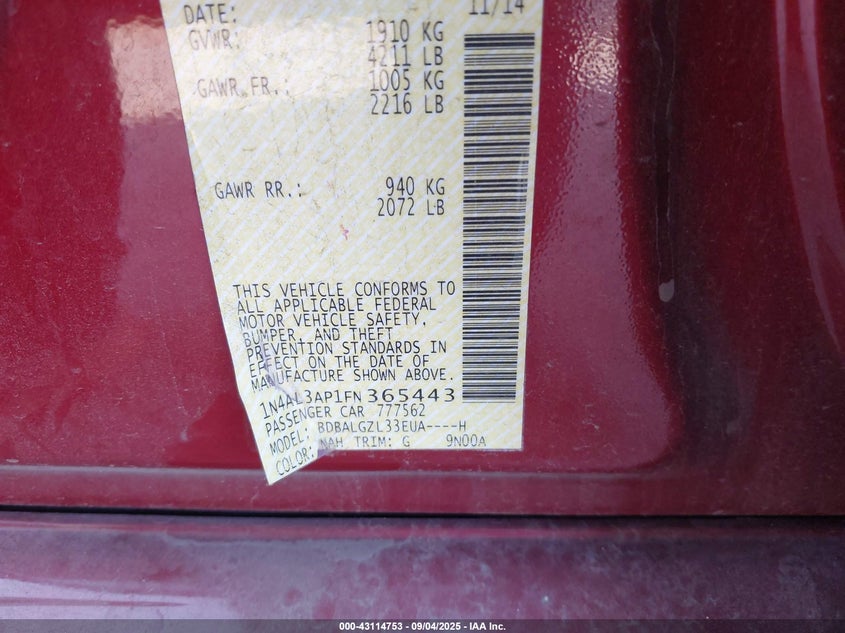 DATE: 11/14
GVWR: 1910 KG
4211 LB
GAWR FR.: 1005 KG
2216 LB
GAWR RR.: 940 KG
2072 LB
THIS VEHICLE CONFORMS TO
ALL APPLICABLE FEDERAL
MOTOR VEHICLE SAFETY,
BUMPER, AND THEFT
PREVENTION STANDARDS IN
EFFECT ON THE DATE OF
MANUFACTURE SHOWN ABOVE.
1N4AL3AP1FN365443
PASSENGER CAR 777562
MODEL: BDBALGZL33EUA----H
COLOR: NAH TRIM: G 9N00A
000-43114753 - 09/04/2025 - IAA Inc.